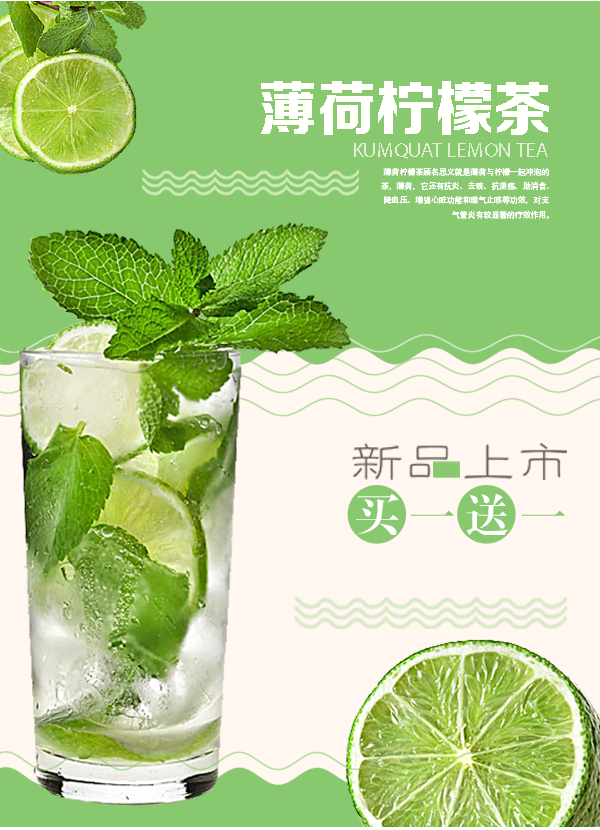 薄荷柠檬茶
KUMQUAT LEMON TEA
薄荷柠檬茶顾名思义就是薄荷与柠檬一起冲泡的
茶，薄荷，它还有抗炎、去痰、抗溃疡、助消食、
降血压、增强心脏功能和理气止咳等功效，对支
气管炎有较显著的疗效作用。
新品上市
买一送一